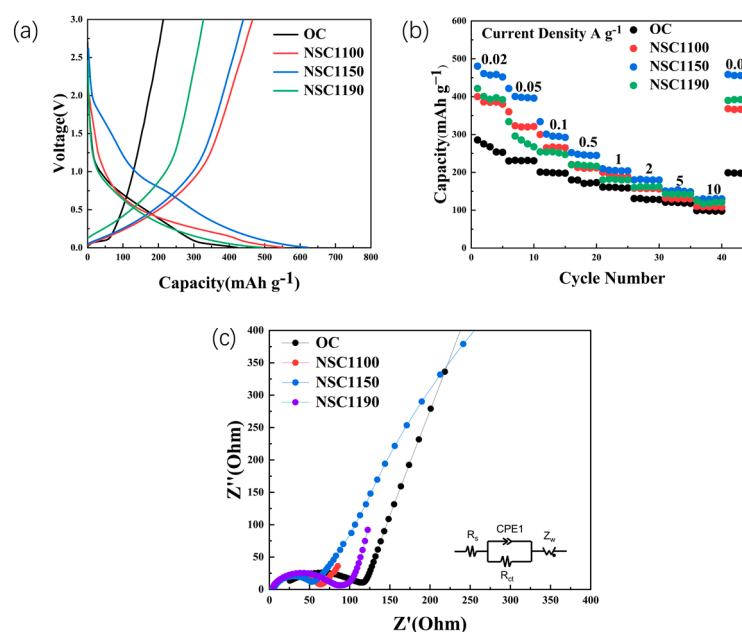 (a)
3.0
2.5
2.0
1.5
1.0
0.5
0.0
Voltage(V)
OC
NSC1100
NSC1150
NSC1190
0 100 200 300 400 500 600 700 800
Capacity(mAh g-1)
(b)
600
500
400
300
200
100
0
Capacity(mAh g-1)
Current Density A g-1
OC
NSC1100
NSC1150
NSC1190
0.02
0.05
0.1
0.5
1
2
5
10
0.0
0 10 20 30 40
Cycle Number
(c)
400
350
300
250
200
150
100
50
0
Z''(Ohm)
OC
NSC1100
NSC1150
NSC1190
Rs
CPE1
Rct
Zw
0 50 100 150 200 250 300 350 400
Z'(Ohm)